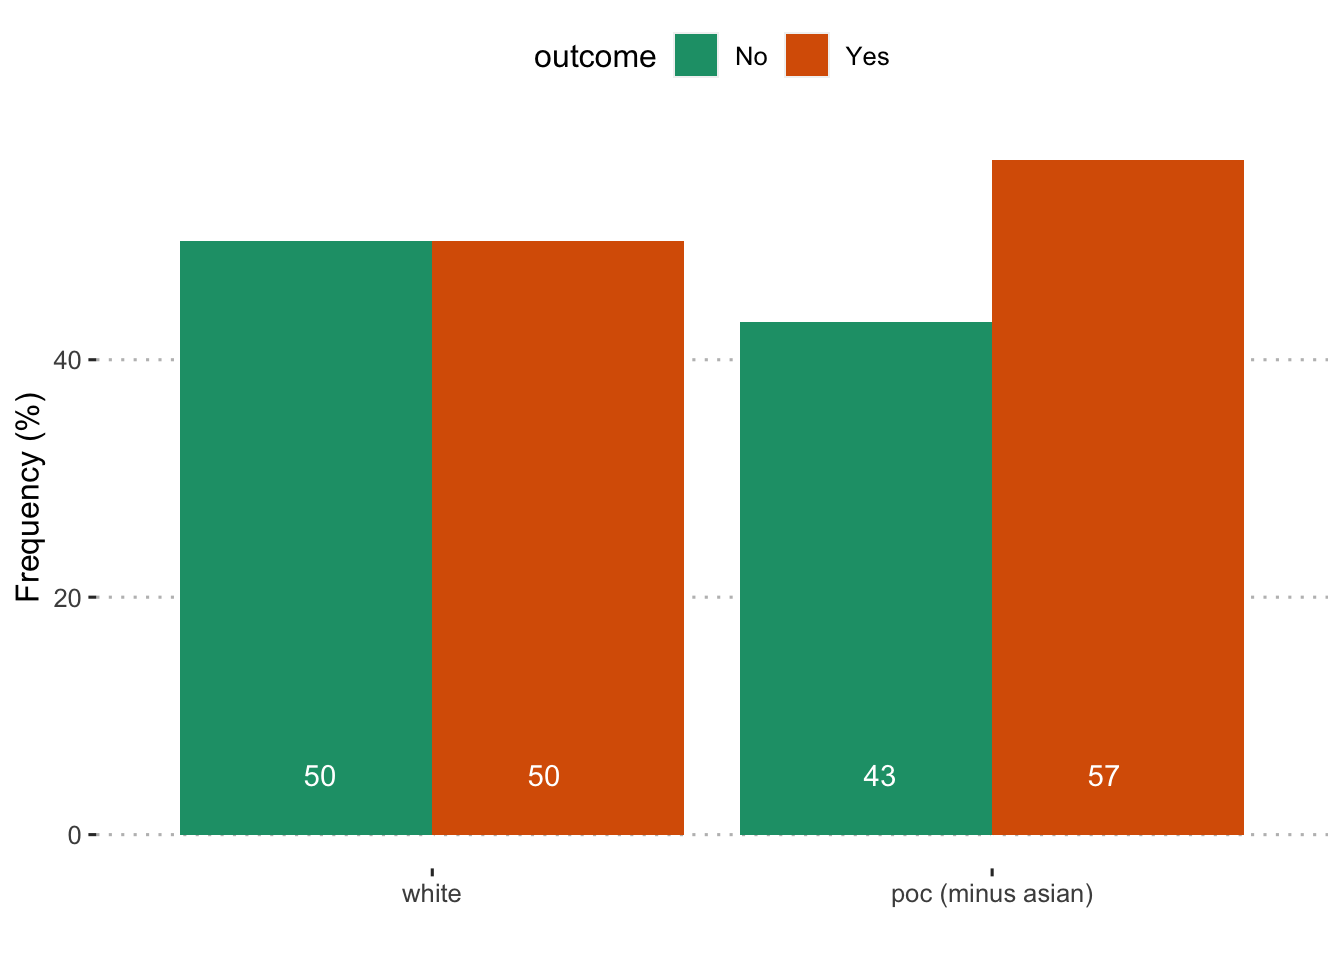 outcome No Yes
Frequency (%)
40
20
0
50 50 43 57
white poc (minus asian)